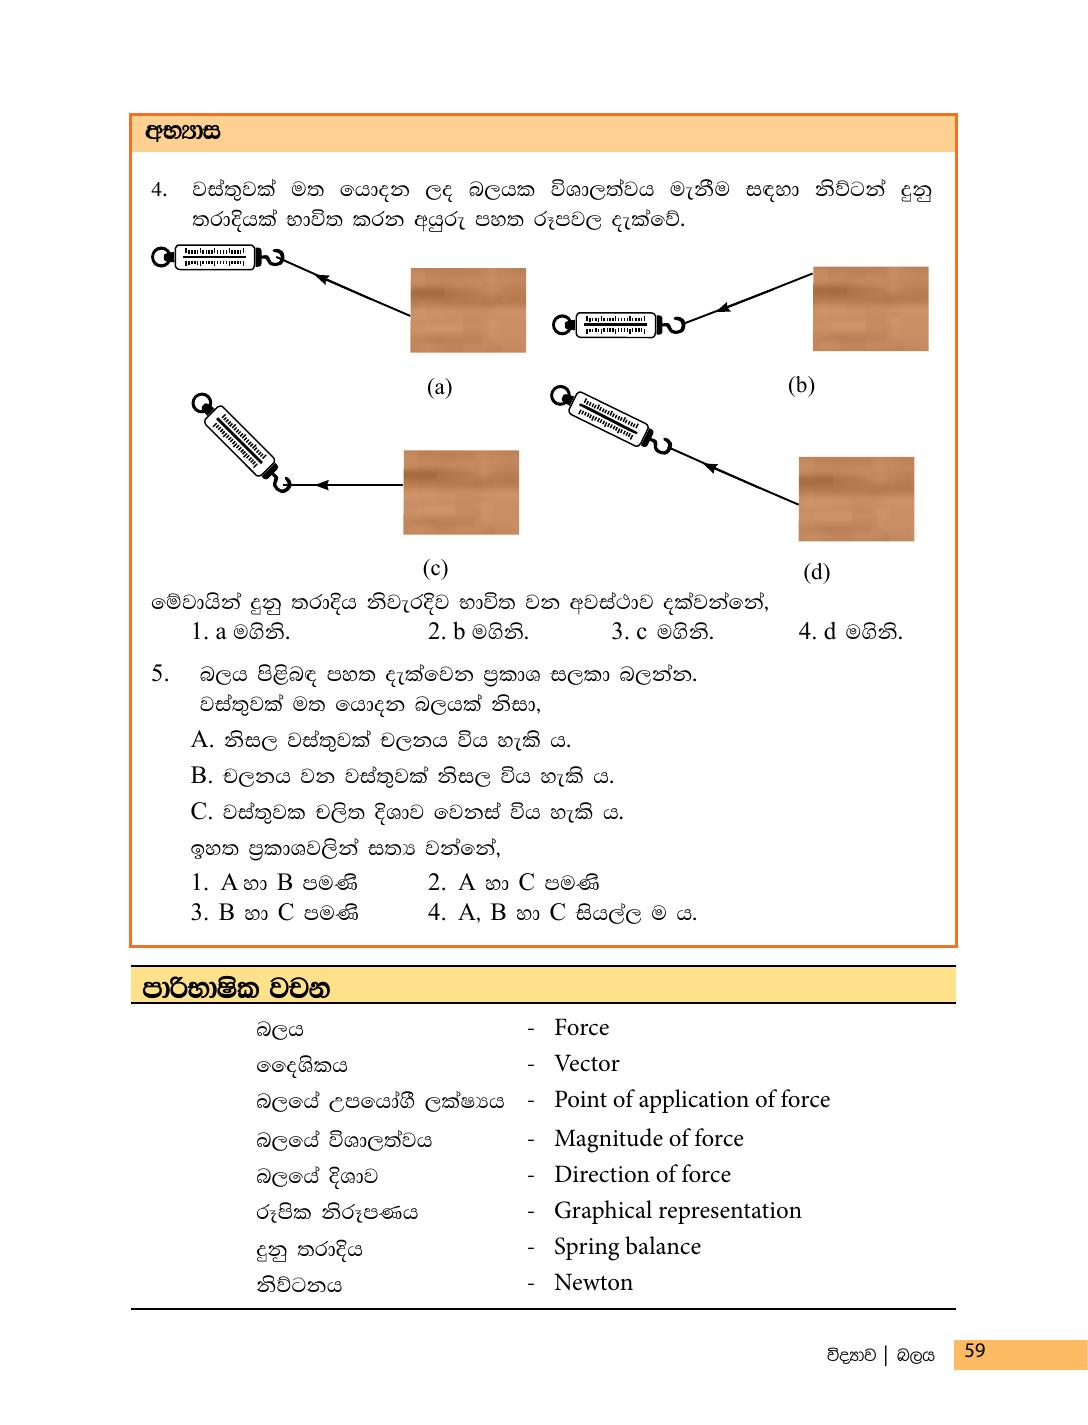 අභ්‍යාස
4. වස්තුවක් මත යොදන ලද බලයක විශාලත්වය මැනීම සඳහා නිව්ටන් දුනු
තරාදියක් භාවිත කරන අයුරු පහත රූපවල දැක්වේ.
(a)
(b)
(c)
(d)
මේවායින් දුනු තරාදිය නිවැරදිව භාවිත වන අවස්ථාව දක්වන්නේ,
1. a මගිනි. 2. b මගිනි. 3. c මගිනි. 4. d මගිනි.
5. බලය පිළිබඳ පහත දැක්වෙන ප්‍රකාශ සලකා බලන්න.
වස්තුවක් මත යොදන බලයක් නිසා,
A. නිසල වස්තුවක් චලනය විය හැකි ය.
B. චලනය වන වස්තුවක් නිසල විය හැකි ය.
C. වස්තුවක චලිත දිශාව වෙනස් විය හැකි ය.
ඉහත ප්‍රකාශවලින් සත්‍ය වන්නේ,
1. A හා B පමණි 2. A හා C පමණි
3. B හා C පමණි 4. A, B හා C සියල්ල ම ය.
පාරිභාෂික වචන
බලය - Force
දෛශිකය - Vector
බලයේ උපයෝගී ලක්ෂ්‍යය - Point of application of force
බලයේ විශාලත්වය - Magnitude of force
බලයේ දිශාව - Direction of force
රූපික නිරූපණය - Graphical representation
දුනු තරාදිය - Spring balance
නිව්ටනය - Newton
විද්‍යාව | බලය 59